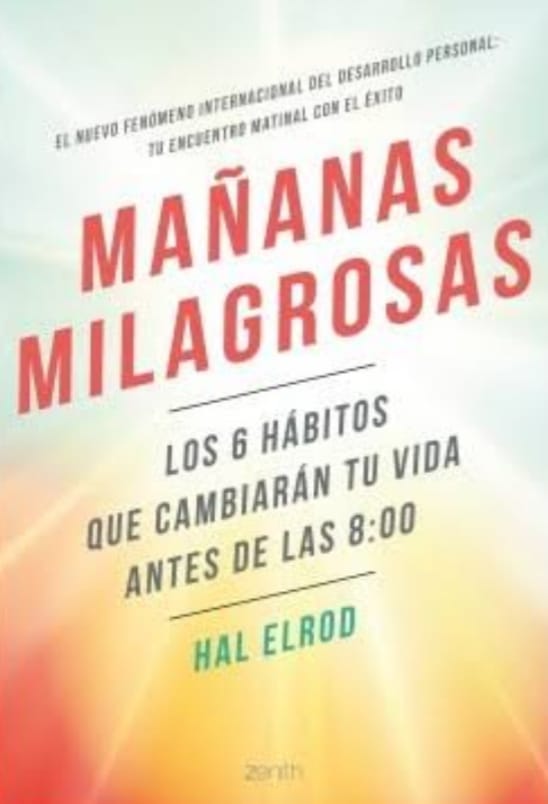 EL NUEVO FENÓMENO INTERNACIONAL DEL DESARROLLO PERSONAL:
TU ENCUENTRO MATINAL CON EL ÉXITO
MAÑANAS
MILAGROSAS
LOS 6 HÁBITOS
QUE CAMBIARÁN TU VIDA
ANTES DE LAS 8:00
HAL ELROD
zenith